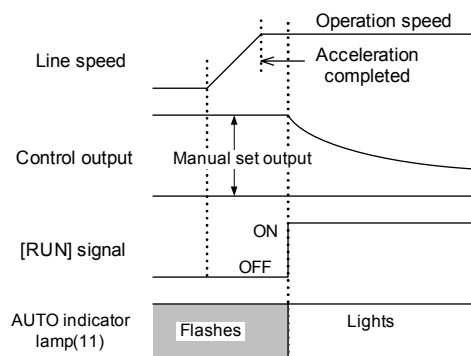 Operation speed
Line speed
Acceleration
completed
Control output
Manual set output
[RUN] signal
ON
OFF
AUTO indicator
lamp(11)
Flashes
Lights